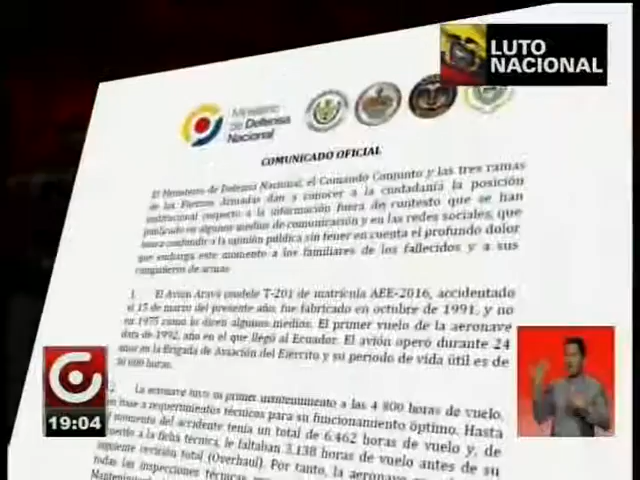 LUTO
NACIONAL
Ministerio
de Defensa
Nacional
COMUNICADO OFICIAL
El Ministerio de Defensa Nacional, el Comando Conjunto y las tres ramas
de las Fuerzas Armadas dan a conocer a la ciudadanía la posición
institucional respecto a la información fuera de contexto que se han
publicado en algunos medios de comunicación y en las redes sociales, que
busca confundir a la opinión pública sin tener en cuenta el profundo dolor
que embarga este momento a los familiares de los fallecidos y a sus
compañeros de armas
1. El Avión Arava modelo T-201 de matrícula AEE-2016, accidentado
el 15 de marzo del presente año, fue fabricado en octubre de 1991, y no
en 1975 como lo dicen algunos medios. El primer vuelo de la aeronave
data de 1992, año en el que llegó al Ecuador. El avión operó durante 24
años en la Brigada de Aviación del Ejército y su periodo de vida útil es de
horas.
La aeronave tuvo su primer mantenimiento a las 4 800 horas de vuelo,
en base a requerimientos técnicos para su funcionamiento óptimo. Hasta
el momento del accidente tenía un total de 6.462 horas de vuelo y, de
a la ficha técnica, le faltaban 3.138 horas de vuelo antes de su
siguiente revisión total (Overhaul). Por tanto, la aeronave
todas las inspecciones técnicas
19:04